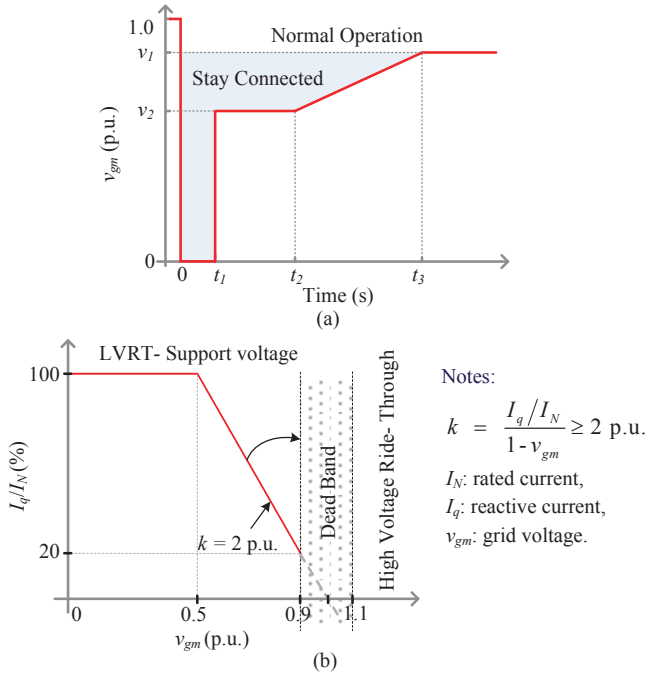 1.0
Normal Operation
v1
Stay Connected
v2
vgm (p.u.)
0
0 t1 t2 t3
Time (s)
(a)
LVRT- Support voltage
100
Iq/IN (%)
k = 2 p.u.
20
Dead Band
High Voltage Ride- Through
0 0.5 0.9 1 1.1
vgm (p.u.)
(b)
Notes:
k = Iq/IN / 1 - vgm ≥ 2 p.u.
IN: rated current,
Iq: reactive current,
vgm: grid voltage.